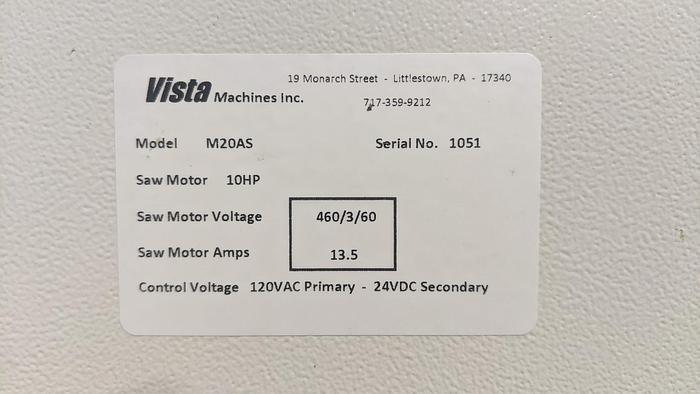 19 Monarch Street - Littlestown, PA - 17340
Vista Machines Inc.
717-359-9212
Model M20AS Serial No. 1051
Saw Motor 10HP
Saw Motor Voltage 460/3/60
Saw Motor Amps 13.5
Control Voltage 120VAC Primary - 24VDC Secondary